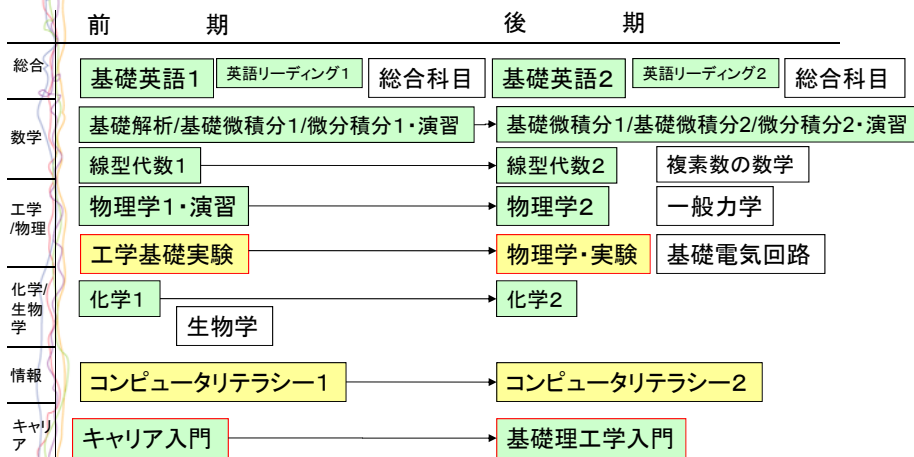 前 期 後 期
総合 基礎英語1 英語リーディング1 総合科目 基礎英語2 英語リーディング2 総合科目
数学 基礎解析/基礎微積分1/微分積分1・演習 基礎微積分1/基礎微積分2/微分積分2・演習
線型代数1 線型代数2 複素数の数学
工学
/物理
物理学1・演習 物理学2 一般力学
工学基礎実験 物理学・実験 基礎電気回路
化学/
生物
学
化学1 化学2
生物学
情報 コンピュータリテラシー1 コンピュータリテラシー2
キャリ
ア
キャリア入門 基礎理工学入門